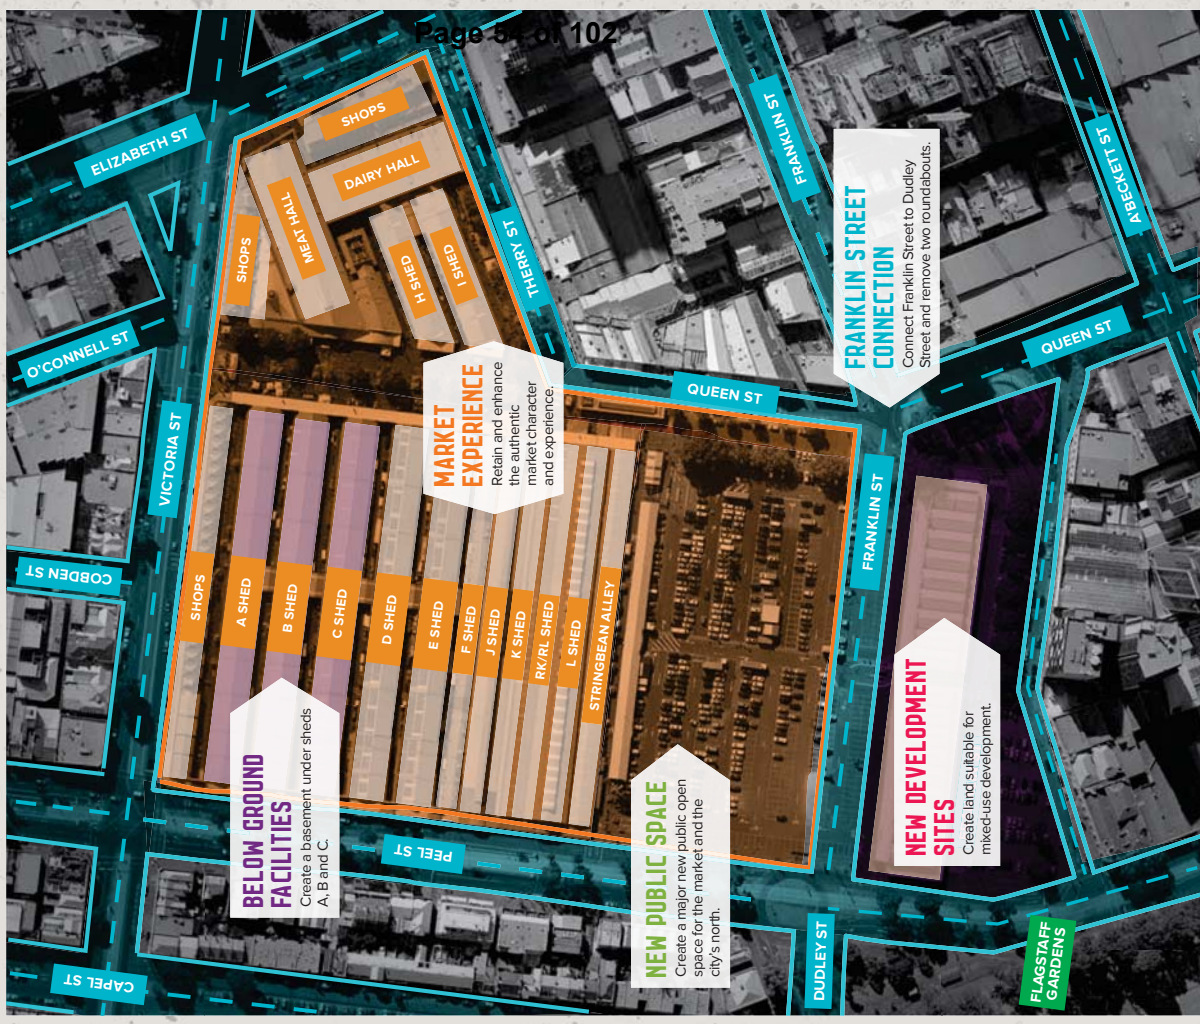 Page 54 of 102
ELIZABETH ST
SHOPS
DAIRY HALL
MEAT HALL
SHOPS
H SHED
I SHED
THERRY ST
FRANKLIN ST
A'BECKETT ST
O'CONNELL ST
VICTORIA ST
QUEEN ST
QUEEN ST
FRANKLIN STREET
CONNECTION
Connect Franklin Street to Dudley
Street and remove two roundabouts.
MARKET
EXPERIENCE
Retain and enhance
the authentic
market character
and experience.
COBDEN ST
SHOPS
A SHED
B SHED
C SHED
D SHED
E SHED
F SHED
J SHED
K SHED
RK/RL SHED
L SHED
STRINGBEAN ALLEY
FRANKLIN ST
BELOW GROUND
FACILITIES
Create a basement under sheds
A, B and C.
NEW PUBLIC SPACE
Create a major new public open
space for the market and the
city's north.
NEW DEVELOPMENT
SITES
Create land suitable for
mixed-use development.
PEEL ST
CAPEL ST
DUDLEY ST
FLAGSTAFF
GARDENS